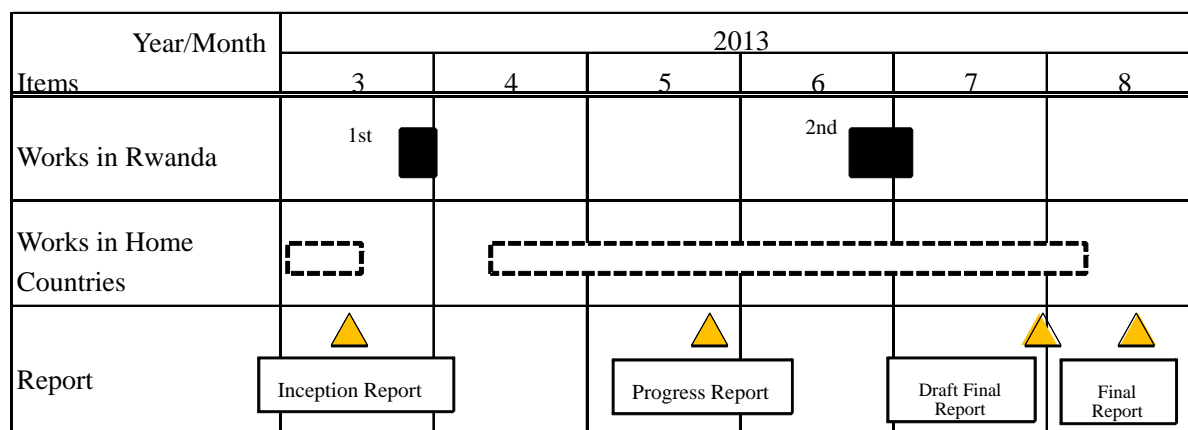 Year/Month
2013
Items
3 4 5 6 7 8
Works in Rwanda
1st
2nd
Works in Home
Countries
Report
Inception Report
Progress Report
Draft Final
Report
Final
Report